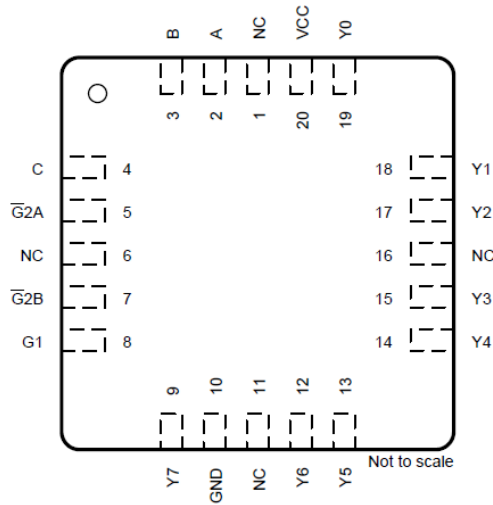 B A NC VCC Y0
3 2 1 20 19
C 4 18 Y1
G̅2A 5 17 Y2
NC 6 16 NC
G̅2B 7 15 Y3
G1 8 14 Y4
9 10 11 12 13
Not to scale
Y7 GND NC Y6 Y5